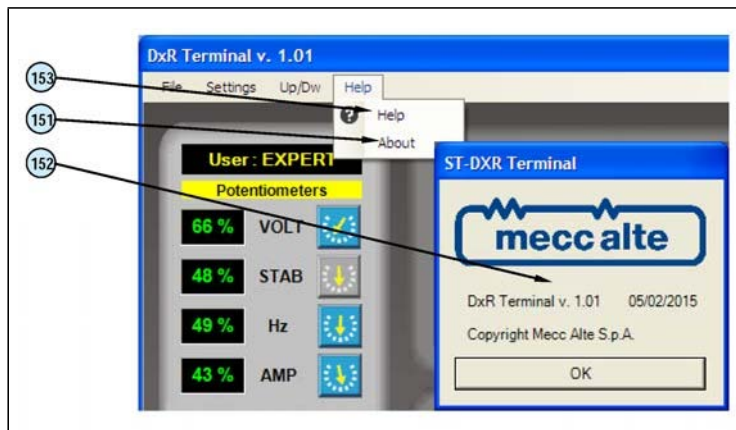 DxR Terminal v. 1.01
153
File Settings Up/Dw Help
Help
151
About
152
User : EXPERT
Potentiometers
66 % VOLT
48 % STAB
49 % Hz
43 % AMP
ST-DXR Terminal
mecc alte
DxR Terminal v. 1.01 05/02/2015
Copyright Mecc Alte S.p.A.
OK